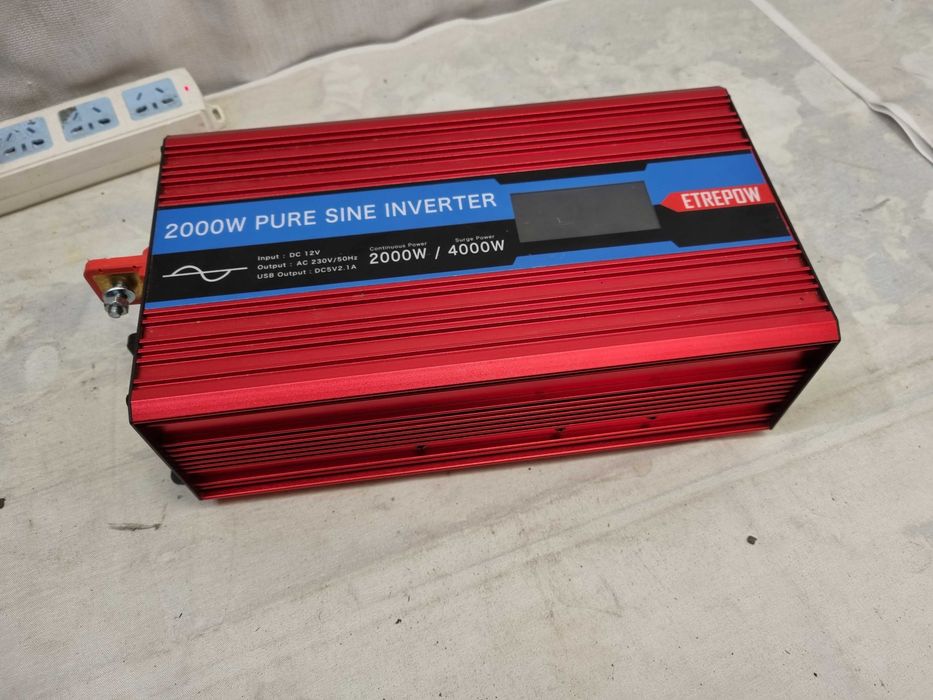 2000W PURE SINE INVERTER
ETREPOW
Input : DC 12V
Output : AC 230V/50Hz
USB Output : DC5V2.1A
Continuous Power
Surge Power
2000W / 4000W